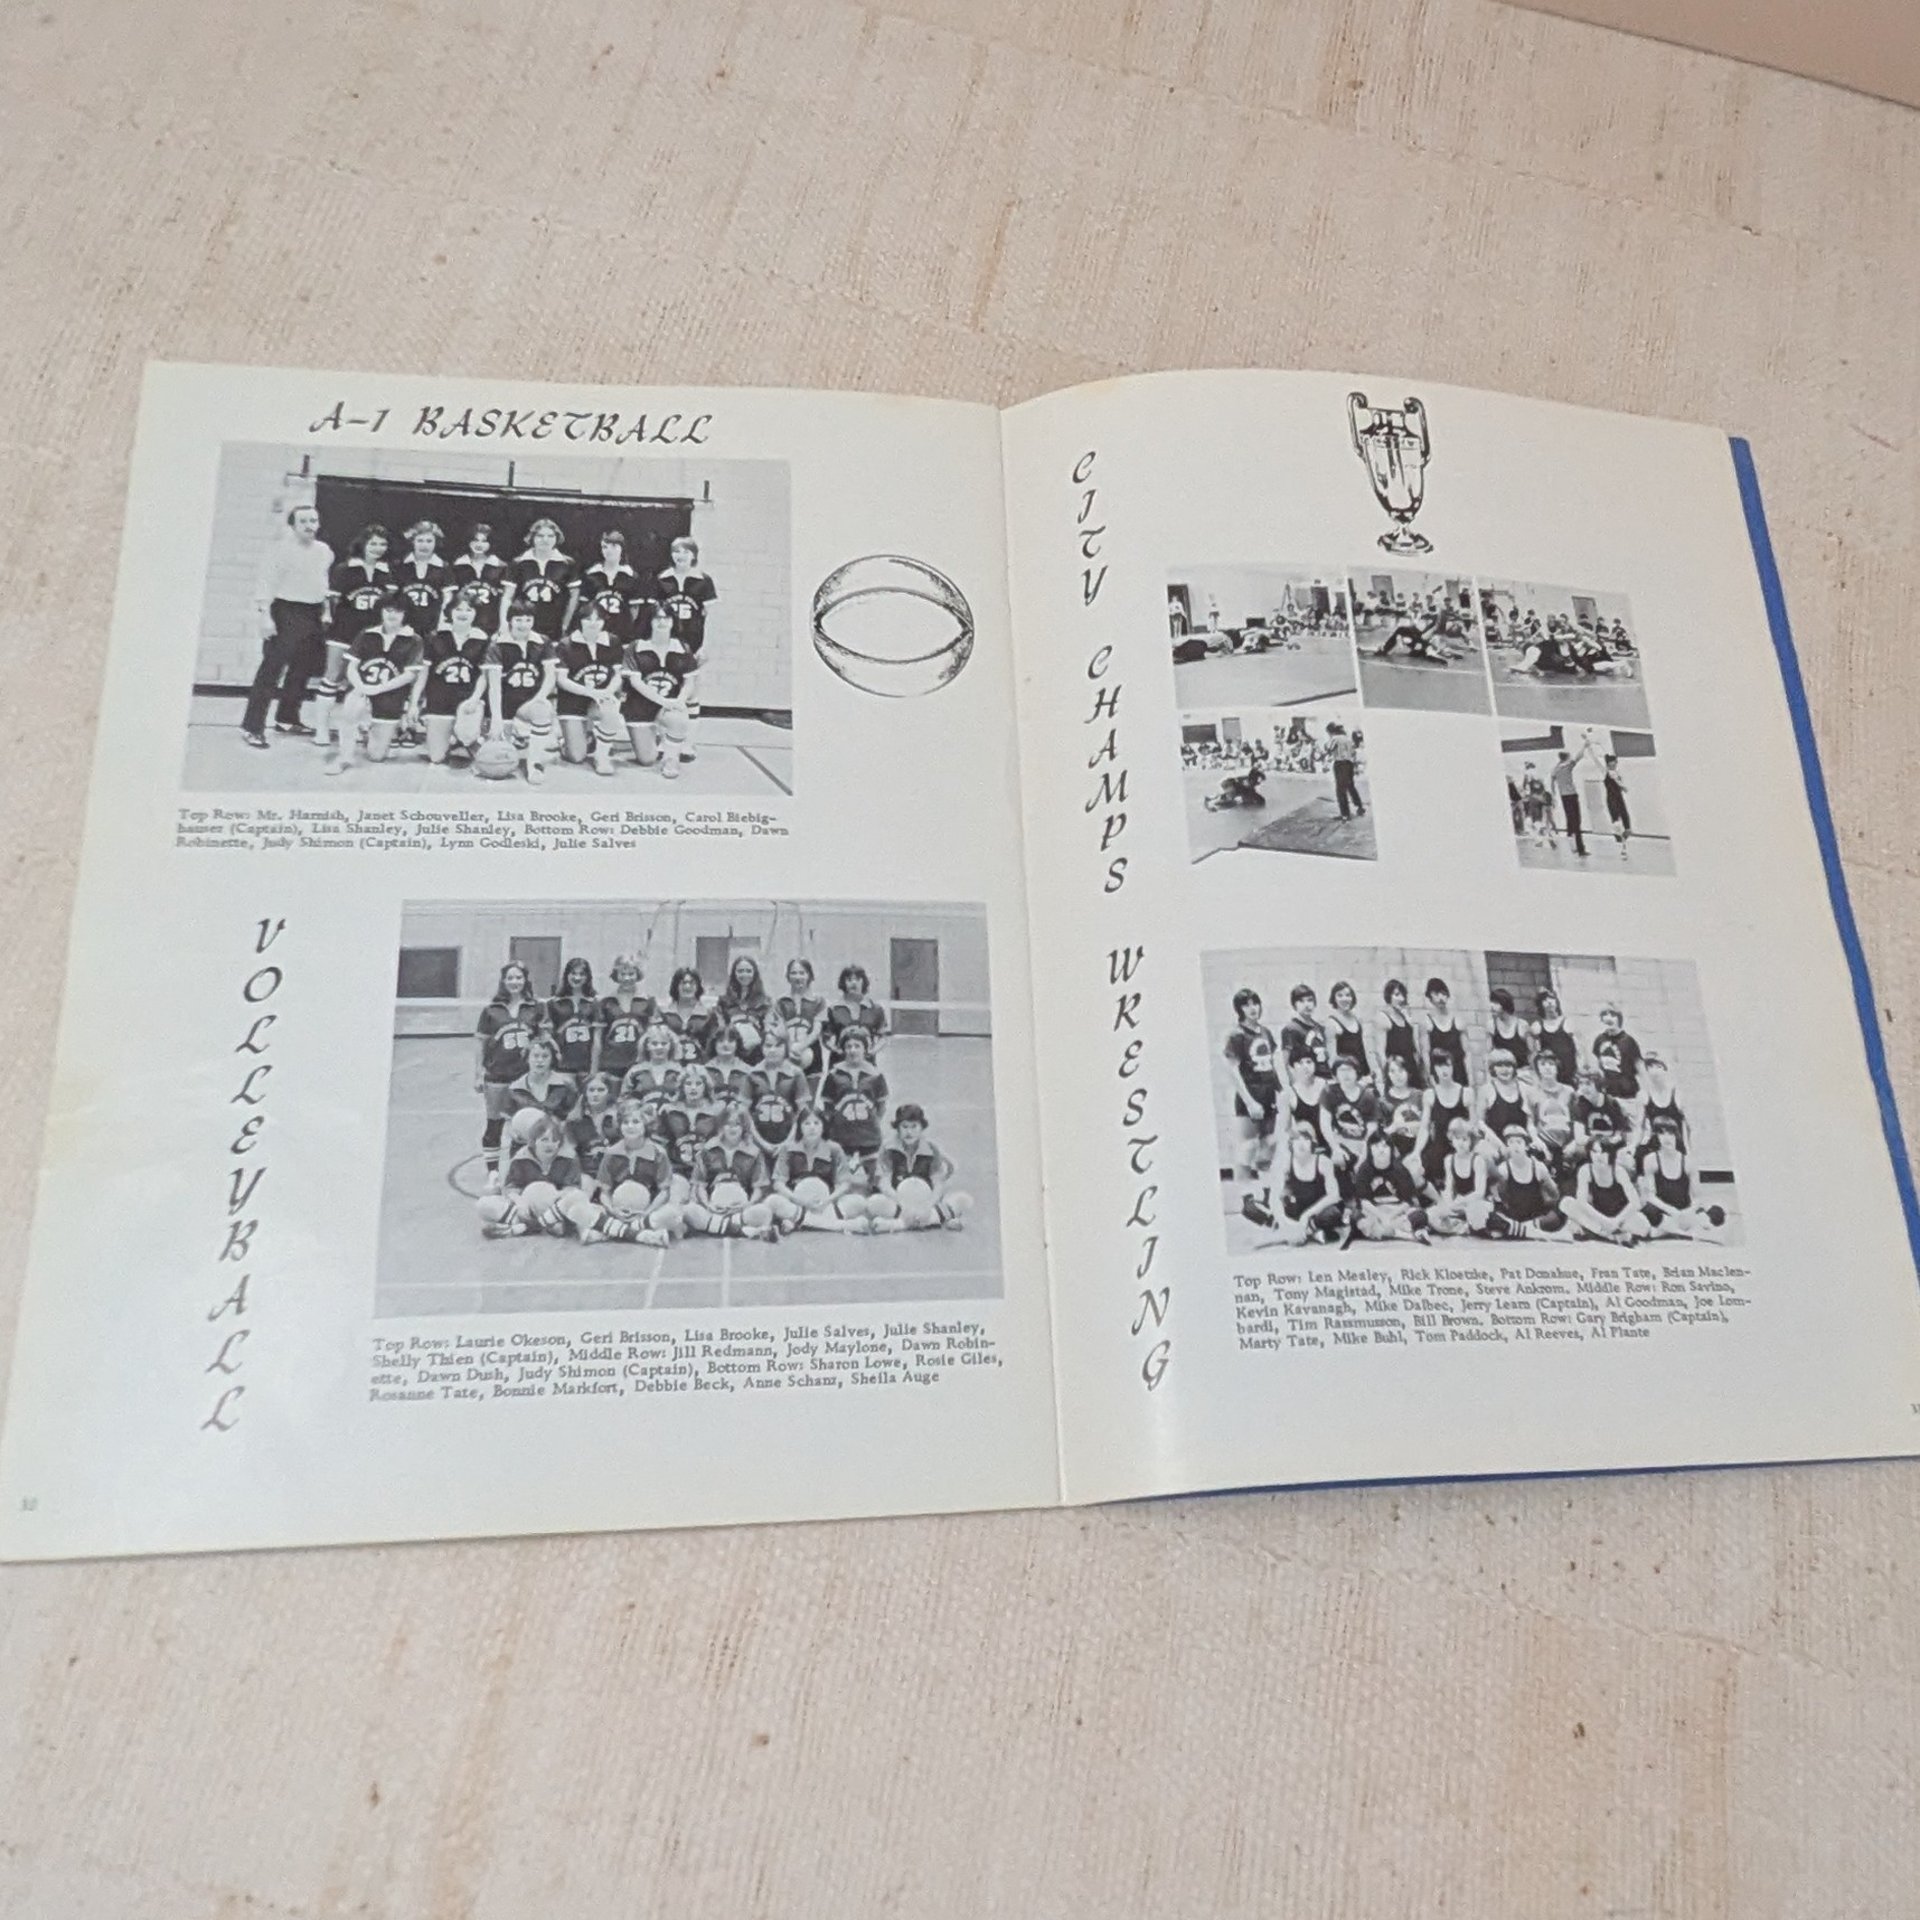 A-1 BASKETBALL
Top Row: Mr. Harnish, Janet Schouveller, Lisa Brooke, Geri Brisson, Carol Biebig-
hauser (Captain), Lisa Shanley, Julie Shanley, Bottom Row: Debbie Goodman, Dawn
Robinette, Judy Shimon (Captain), Lynn Godleski, Julie Salves
VOLLEYBALL
Top Row: Laurie Okeson, Geri Brisson, Lisa Brooke, Julie Salves, Julie Shanley,
Shelly Thien (Captain), Middle Row: Jill Redmann, Jody Maylone, Dawn Robin-
ette, Dawn Dush, Judy Shimon (Captain), Bottom Row: Sharon Lowe, Rosie Giles,
Rosanne Tate, Bonnie Markfort, Debbie Beck, Anne Schanz, Sheila Auge
CITY CHAMPS WRESTLING
Top Row: Len Mealey, Rick Kloetzke, Pat Donahue, Fran Tate, Brian Maclen-
nan, Tony Magistad, Mike Trone, Steve Ankrom, Middle Row: Ron Savino,
Kevin Kavanagh, Mike Dalbec, Jerry Learn (Captain), Al Goodman, Joe Lom-
bardi, Tim Rassmusson, Bill Brown, Bottom Row: Gary Brigham (Captain),
Marty Tate, Mike Buhl, Tom Paddock, Al Reeves, Al Plante